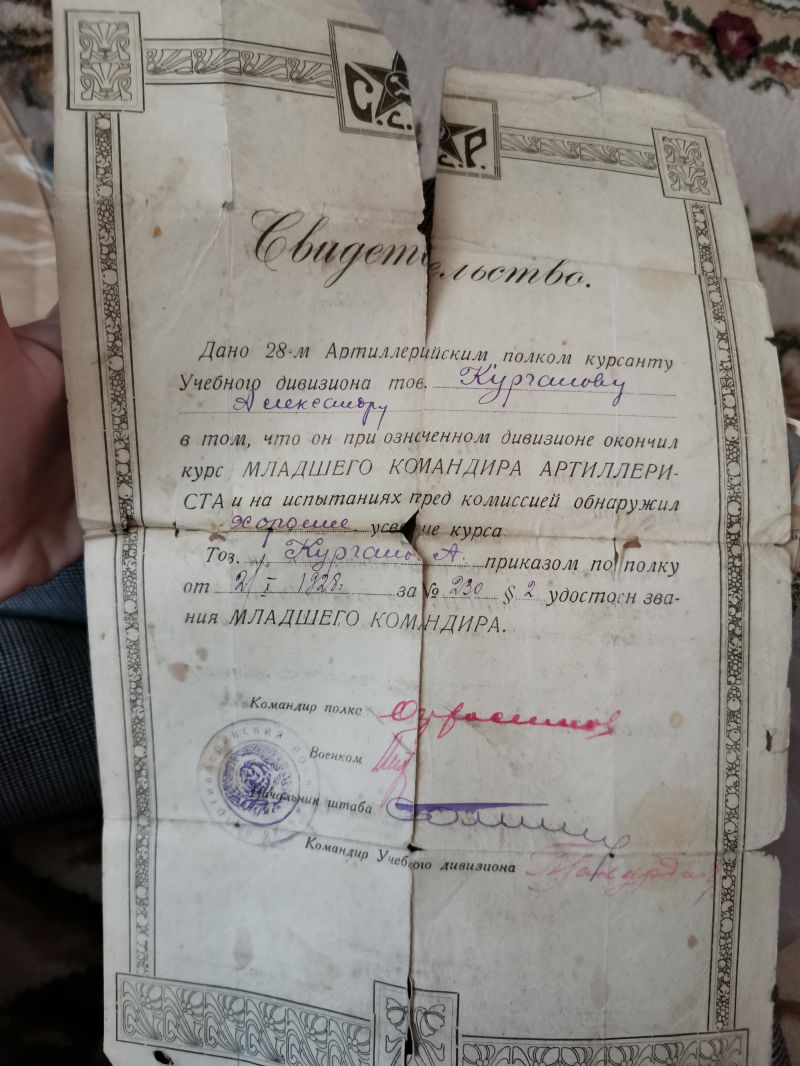 С.С.С.Р.
Свидетельство.
Дано 28-м Артиллерийским полком курсанту
Учебного дивизиона тов. Курганову
Александру
в том, что он при означенном дивизионе окончил
курс МЛАДШЕГО КОМАНДИРА АРТИЛЛЕРИ-
СТА и на испытаниях пред комиссией обнаружил
хорошие усвоение курса
Тов. Курганов А. приказом по полку
от 2/I 1928 за № 230 § 2 удостоен зва-
ния МЛАДШЕГО КОМАНДИРА.
Командир полка
Военком
Начальник штаба
Командир Учебного дивизиона